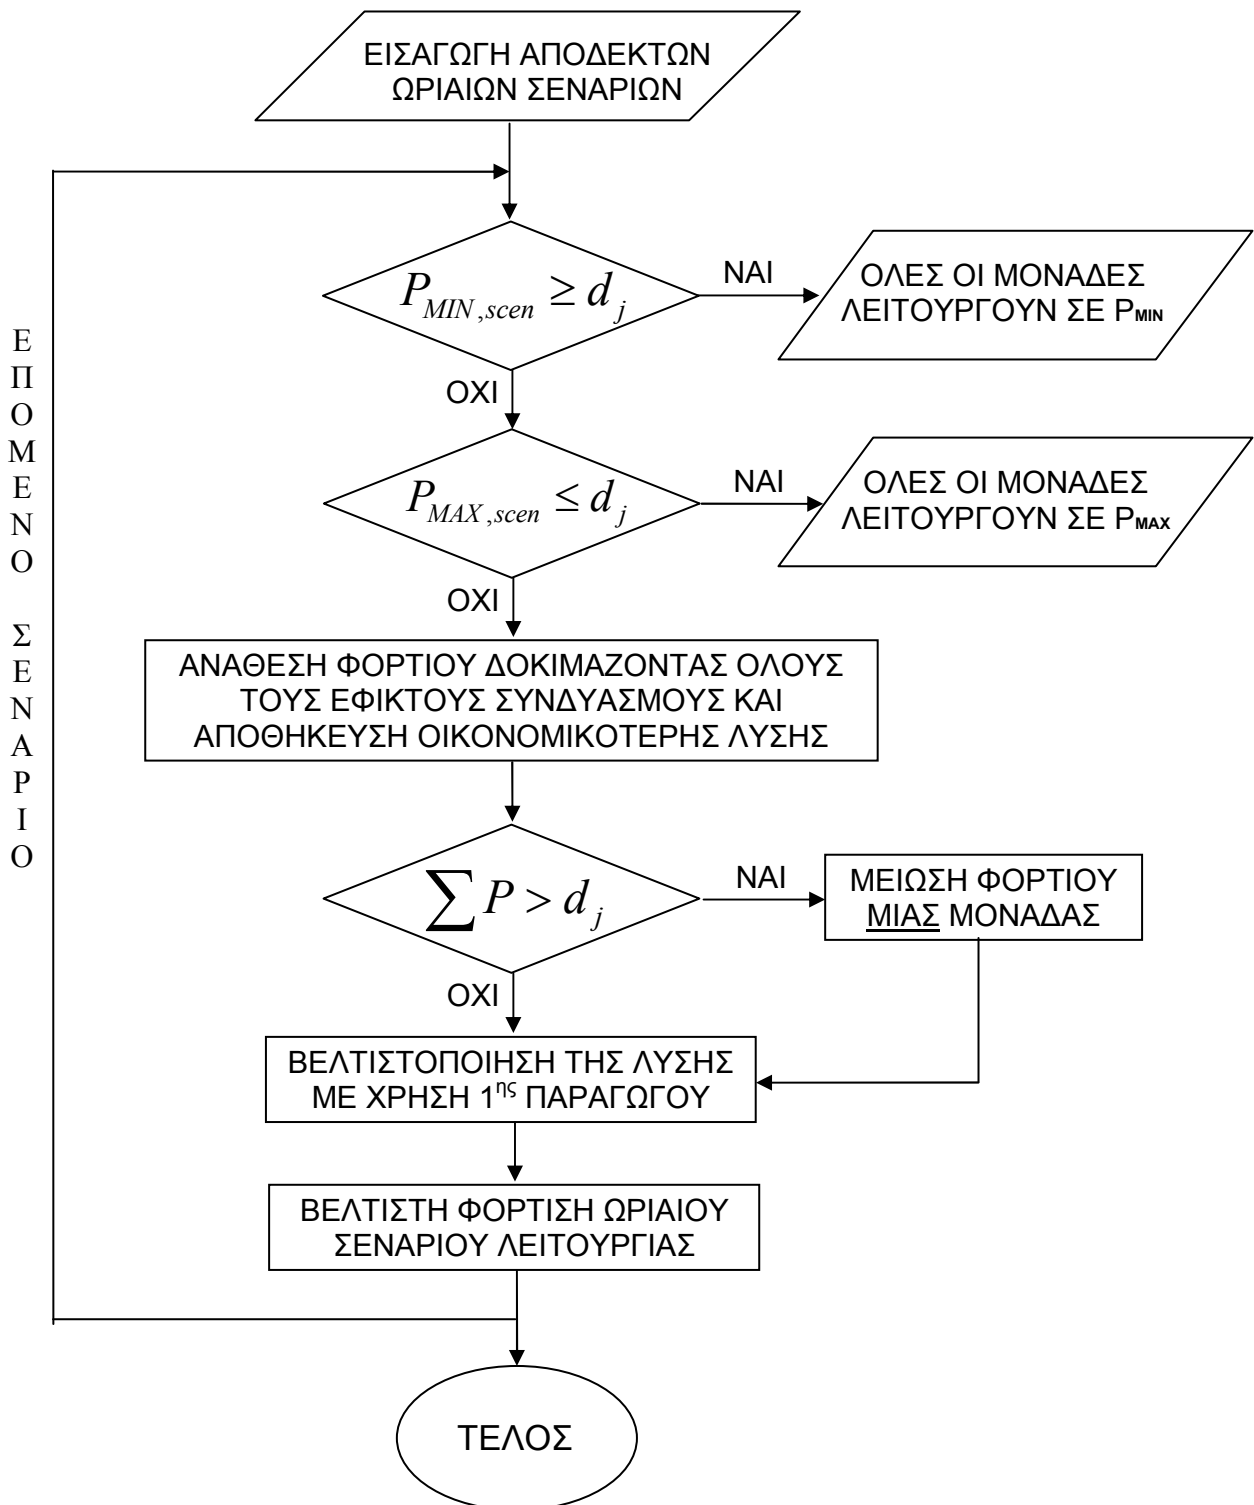 ΕΙΣΑΓΩΓΗ ΑΠΟΔΕΚΤΩΝ
ΩΡΙΑΙΩΝ ΣΕΝΑΡΙΩΝ
P_{MIN,scen} ≥ d_j
ΝΑΙ
ΟΛΕΣ ΟΙ ΜΟΝΑΔΕΣ
ΛΕΙΤΟΥΡΓΟΥΝ ΣΕ P_{MIN}
ΟΧΙ
P_{MAX,scen} ≤ d_j
ΝΑΙ
ΟΛΕΣ ΟΙ ΜΟΝΑΔΕΣ
ΛΕΙΤΟΥΡΓΟΥΝ ΣΕ P_{MAX}
ΟΧΙ
ΑΝΑΘΕΣΗ ΦΟΡΤΙΟΥ ΔΟΚΙΜΑΖΟΝΤΑΣ ΟΛΟΥΣ
ΤΟΥΣ ΕΦΙΚΤΟΥΣ ΣΥΝΔΥΑΣΜΟΥΣ ΚΑΙ
ΑΠΟΘΗΚΕΥΣΗ ΟΙΚΟΝΟΜΙΚΟΤΕΡΗΣ ΛΥΣΗΣ
∑ P > d_j
ΝΑΙ
ΜΕΙΩΣΗ ΦΟΡΤΙΟΥ
ΜΙΑΣ ΜΟΝΑΔΑΣ
ΟΧΙ
ΒΕΛΤΙΣΤΟΠΟΙΗΣΗ ΤΗΣ ΛΥΣΗΣ
ΜΕ ΧΡΗΣΗ 1^{ης} ΠΑΡΑΓΩΓΟΥ
ΒΕΛΤΙΣΤΗ ΦΟΡΤΙΣΗ ΩΡΙΑΙΟΥ
ΣΕΝΑΡΙΟΥ ΛΕΙΤΟΥΡΓΙΑΣ
ΤΕΛΟΣ
ΕΠΟΜΕΝΟ ΣΕΝΑΡΙΟ